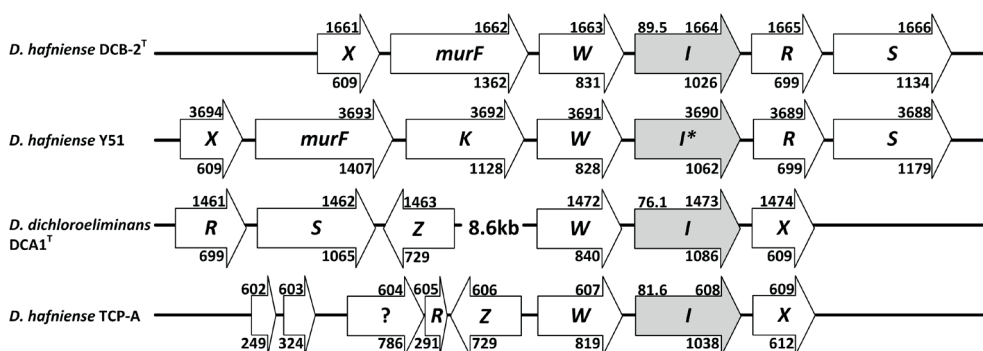 1661 1662 1663 89.5 1664 1665 1666
D. hafniense DCB-2T X murF W I R S
609 1362 831 1026 699 1134
3694 3693 3692 3691 3690 3689 3688
D. hafniense Y51 X murF K W I* R S
609 1407 1128 828 1062 699 1179
1461 1462 1463 1472 76.1 1473 1474
D. dichloroeliminans R S Z 8.6kb W I X
DCA1T
699 1065 729 840 1086 609
602 603 604 605 606 607 81.6 608 609
D. hafniense TCP-A ? R Z W I X
249 324 786 291 729 819 1038 612